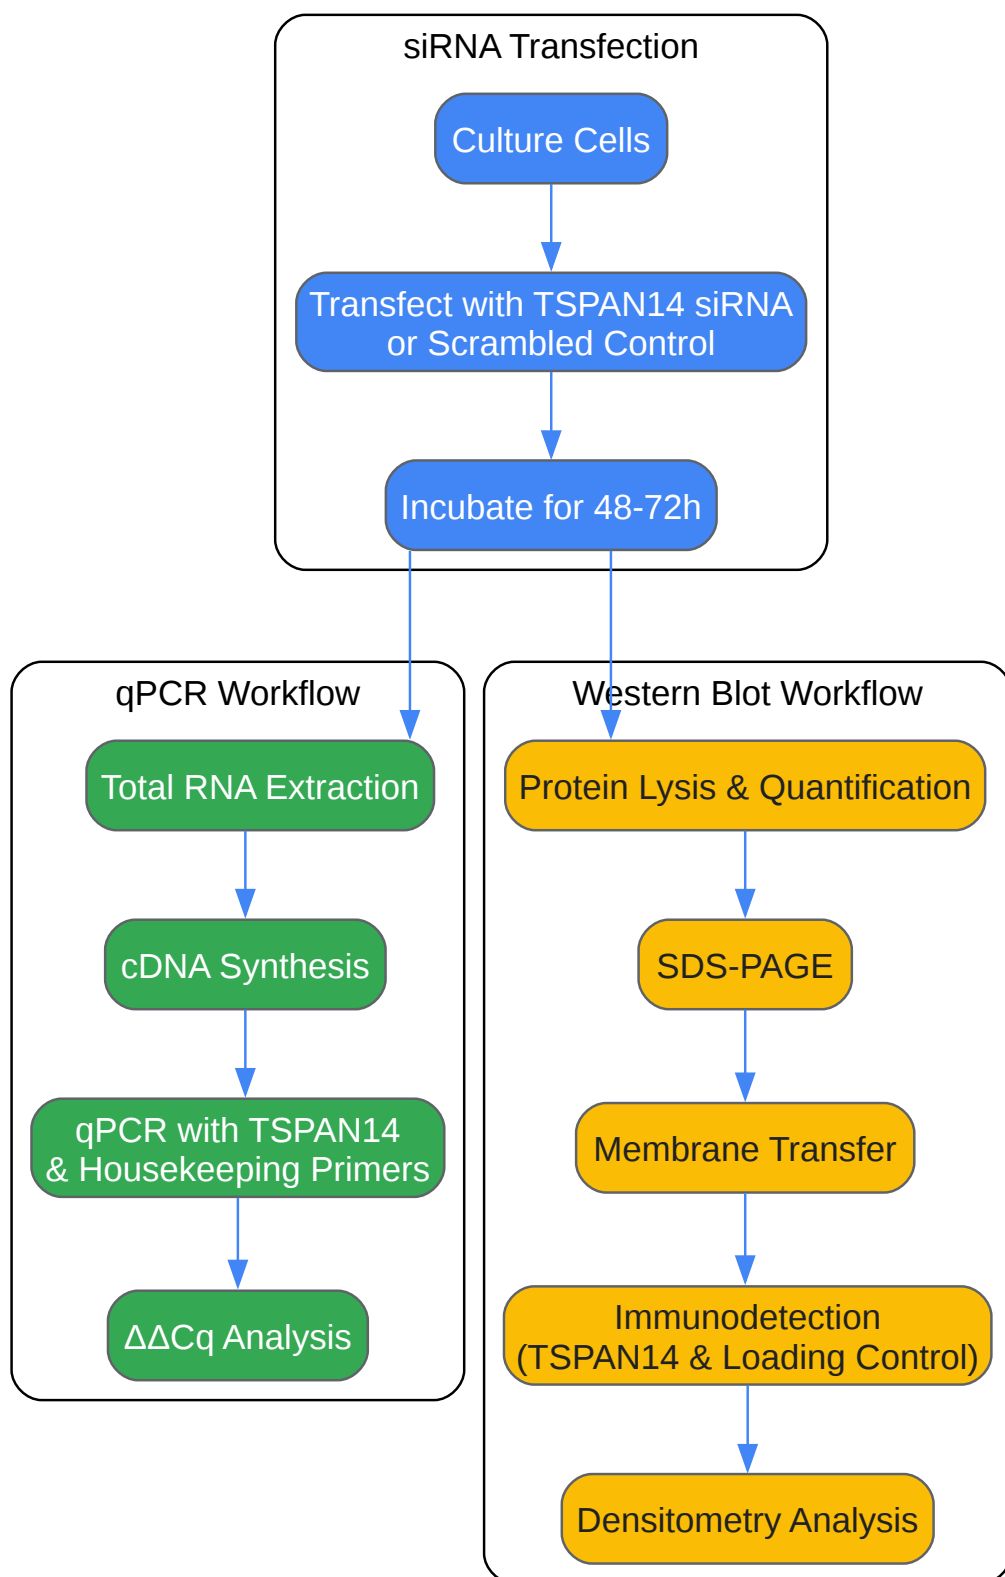 siRNA Transfection
Culture Cells
Transfect with TSPAN14 siRNA
or Scrambled Control
Incubate for 48-72h
qPCR Workflow
Total RNA Extraction
cDNA Synthesis
qPCR with TSPAN14
& Housekeeping Primers
ΔΔCq Analysis
Western Blot Workflow
Protein Lysis & Quantification
SDS-PAGE
Membrane Transfer
Immunodetection
(TSPAN14 & Loading Control)
Densitometry Analysis